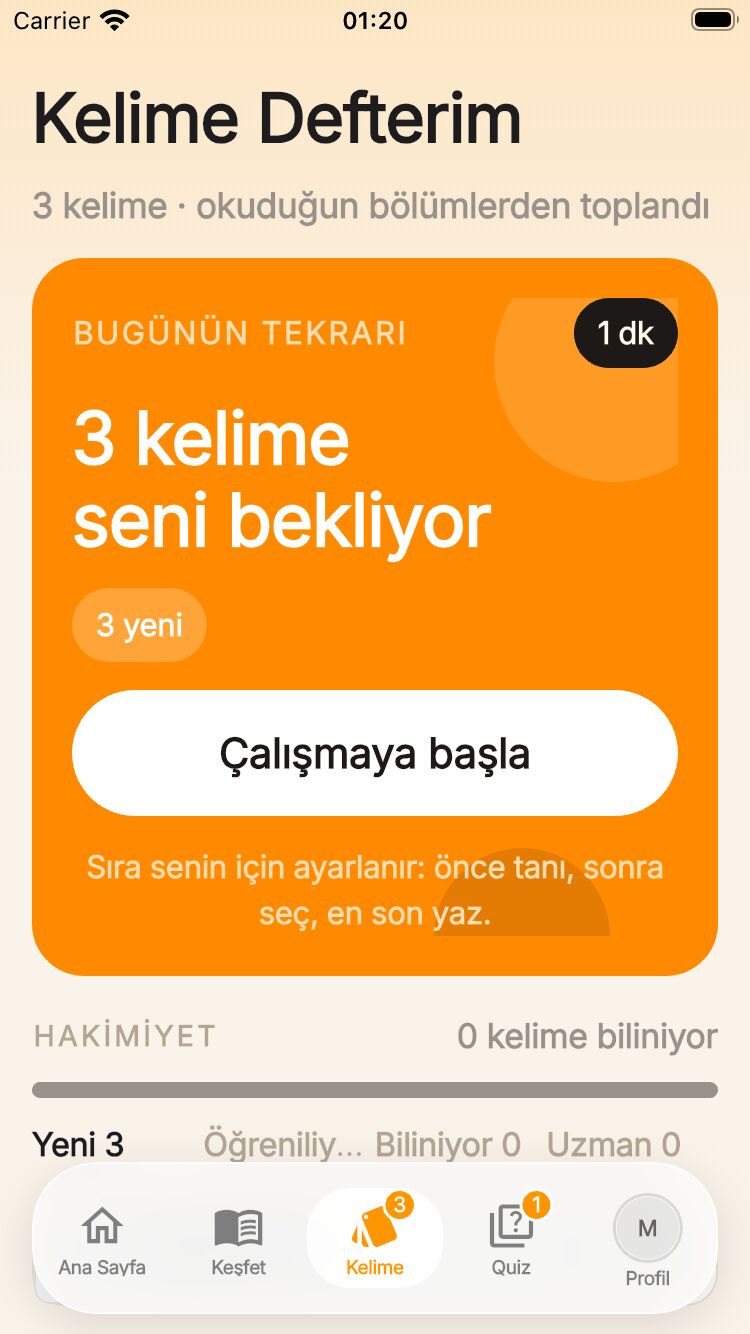 Carrier 01:20
Kelime Defterim
3 kelime · okuduğun bölümlerden toplandı
BUGÜNÜN TEKRARI 1 dk
3 kelime
seni bekliyor
3 yeni
Çalışmaya başla
Sıra senin için ayarlanır: önce tanı, sonra
seç, en son yaz.
HAKİMİYET 0 kelime biliniyor
Yeni 3 Öğreniliy... Biliniyor 0 Uzman 0
3 1
? M
Ana Sayfa Keşfet Kelime Quiz Profil